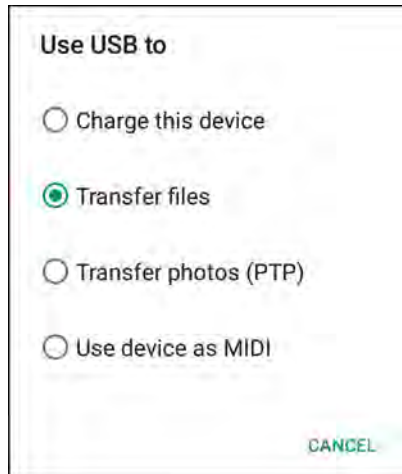 Use USB to
Charge this device
Transfer files
Transfer photos (PTP)
Use device as MIDI
CANCEL